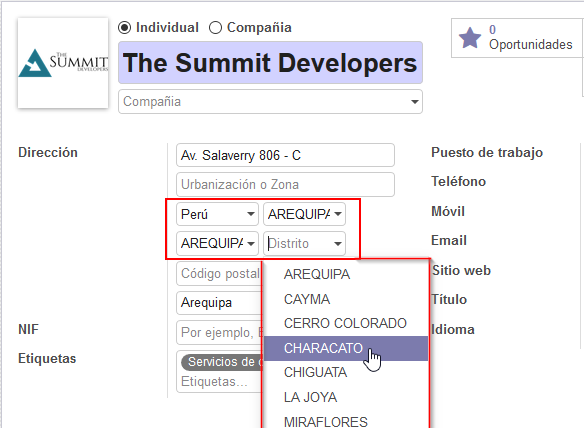 Individual Compañía
0
Oportunidades
THE
SUMMIT
DEVELOPERS
The Summit Developers
Compañía
Dirección
Av. Salaverry 806 - C
Puesto de trabajo
Urbanización o Zona
Teléfono
Perú AREQUIPA
Móvil
AREQUIPA Distrito
Email
Código postal
AREQUIPA
Sitio web
Arequipa
CAYMA
Título
NIF
Por ejemplo,
CERRO COLORADO
Idioma
Etiquetas
Servicios de
CHARACATO
Etiquetas...
CHIGUATA
LA JOYA
MIRAFLORES